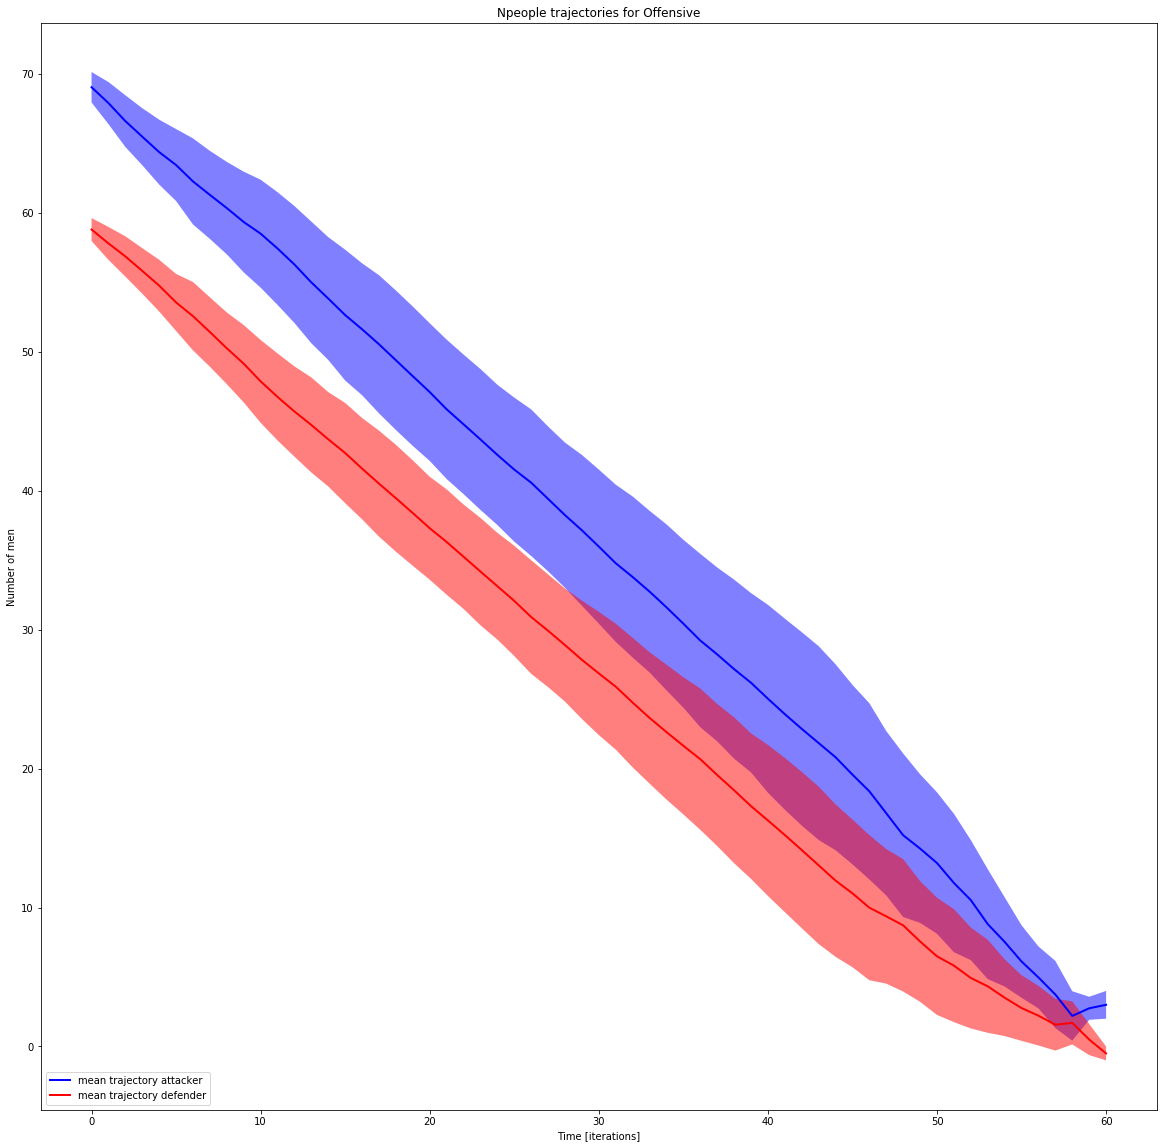 Npeople trajectories for Offensive
70
60
50
40
30
20
10
0
Number of men
mean trajectory attacker
mean trajectory defender
0 10 20 30 40 50 60
Time [iterations]